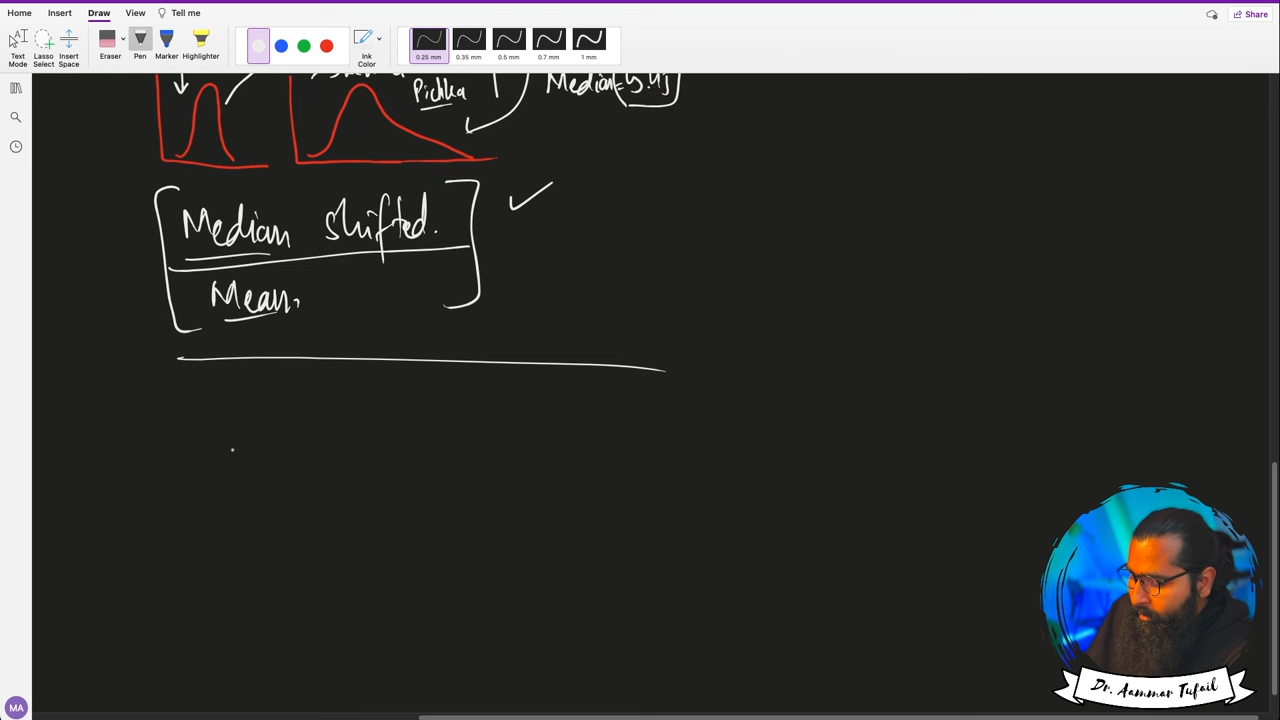 Home Insert Draw View Tell me
Share
Text Mode
Lasso Select
Insert Space
Eraser
Pen
Marker
Highlighter
Ink Color
0.25 mm
0.35 mm
0.5 mm
0.7 mm
1 mm
Pichka
Median
Median shifted.
Mean
MA
Dr. Aammar Tufail